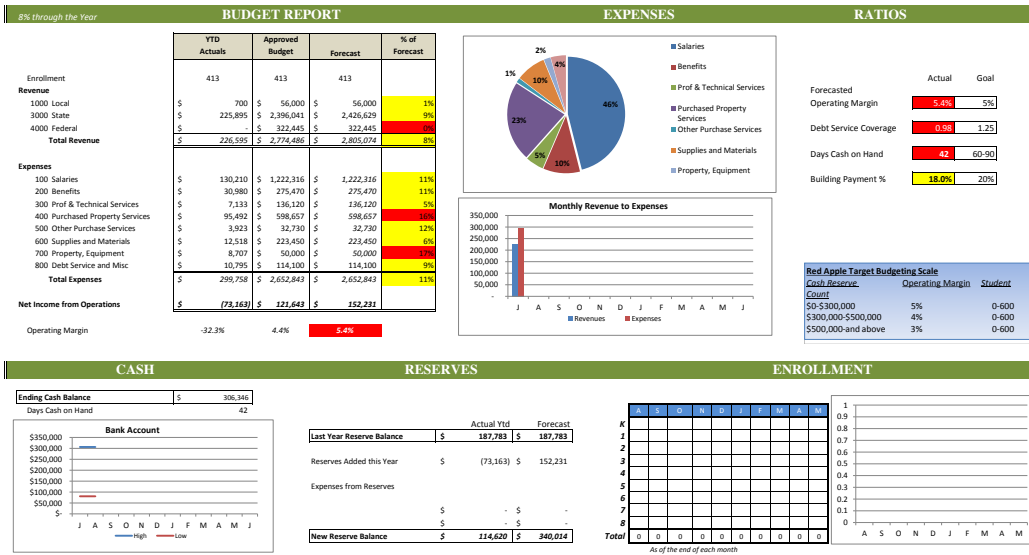 8% through the Year
BUDGET REPORT
EXPENSES
RATIOS
YTD Actuals
Approved Budget
Forecast
% of Forecast
Enrollment 413 413 413
Revenue
1000 Local $ 700 $ 56,000 56,000 1%
3000 State $ 225,895 $ 2,396,041 $ 2,426,629 9%
4000 Federal $ - $ 322,445 $ 322,445 0%
Total Revenue 226,595 $ 2,774,486 $ 2,805,074 8%
Expenses
100 Salaries $ 130,210 $ 1,222,316 $ 1,222,316 11%
200 Benefits $ 30,980 $ 275,470 $ 275,470 11%
300 Prof & Technical Services $ 7,133 $ 136,120 $ 136,120 5%
400 Purchased Property Services $ 95,492 $ 598,657 $ 598,657 16%
500 Other Purchase Services $ 3,923 $ 32,730 $ 32,730 12%
600 Supplies and Materials $ 12,518 $ 223,450 $ 223,450 6%
700 Property, Equipment $ 8,707 $ 50,000 $ 50,000 17%
800 Debt Service and Misc $ 10,795 $ 114,100 $ 114,100 9%
Total Expenses $ 299,758 $ 2,652,843 $ 2,652,843 11%
Net Income from Operations $ (73,163) $ 121,643 $ 152,231
Operating Margin -32.3% 4.4% 5.4%
2%
4%
1%
10%
46%
23%
5%
10%
Salaries
Benefits
Prof & Technical Services
Purchased Property
Services
Other Purchase Services
Supplies and Materials
Property, Equipment
Monthly Revenue to Expenses
350,000
300,000
250,000
200,000
150,000
100,000
50,000
-
J A S O N D J F M A M J
Revenues Expenses
Actual Goal
Forecasted
Operating Margin 5.4% 5%
Debt Service Coverage 0.98 1.25
Days Cash on Hand 42 60-90
Building Payment % 18.0% 20%
Red Apple Target Budgeting Scale
Cash Reserve Operating Margin Student
Count
$0-$300,000 5% 0-600
$300,000-$500,000 4% 0-600
$500,000-and above 3% 0-600
CASH
RESERVES
ENROLLMENT
Ending Cash Balance $ 306,346
Days Cash on Hand 42
Bank Account
$350,000
$300,000
$250,000
$200,000
$150,000
$100,000
$50,000
$-
J A S O N D J F M A M J
High Low
Actual Ytd Forecast
Last Year Reserve Balance $ 187,783 $ 187,783
Reserves Added this Year $ (73,163) $ 152,231
Expenses from Reserves
$ - $ -
$ - $ -
New Reserve Balance $ 114,620 $ 340,014
A S O N D J F M A M
K
1
2
3
4
5
6
7
8
Total 0 0 0 0 0 0 0 0 0 0
As of the end of each month
1
0.9
0.8
0.7
0.6
0.5
0.4
0.3
0.2
0.1
0
A S O N D J F M A M